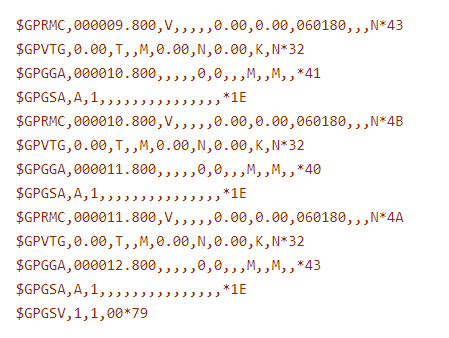 $GPRMC,000009.800,V,,,,,0.00,0.00,060180,,,N*43
$GPVTG,0.00,T,,M,0.00,N,0.00,K,N*32
$GPGGA,000010.800,,,,,0,0,,,M,,M,,*41
$GPGSA,A,1,,,,,,,,,,,,,,,*1E
$GPRMC,000010.800,V,,,,,0.00,0.00,060180,,,N*4B
$GPVTG,0.00,T,,M,0.00,N,0.00,K,N*32
$GPGGA,000011.800,,,,,0,0,,,M,,M,,*40
$GPGSA,A,1,,,,,,,,,,,,,,,*1E
$GPRMC,000011.800,V,,,,,0.00,0.00,060180,,,N*4A
$GPVTG,0.00,T,,M,0.00,N,0.00,K,N*32
$GPGGA,000012.800,,,,,0,0,,,M,,M,,*43
$GPGSA,A,1,,,,,,,,,,,,,,,*1E
$GPGSV,1,1,00*79